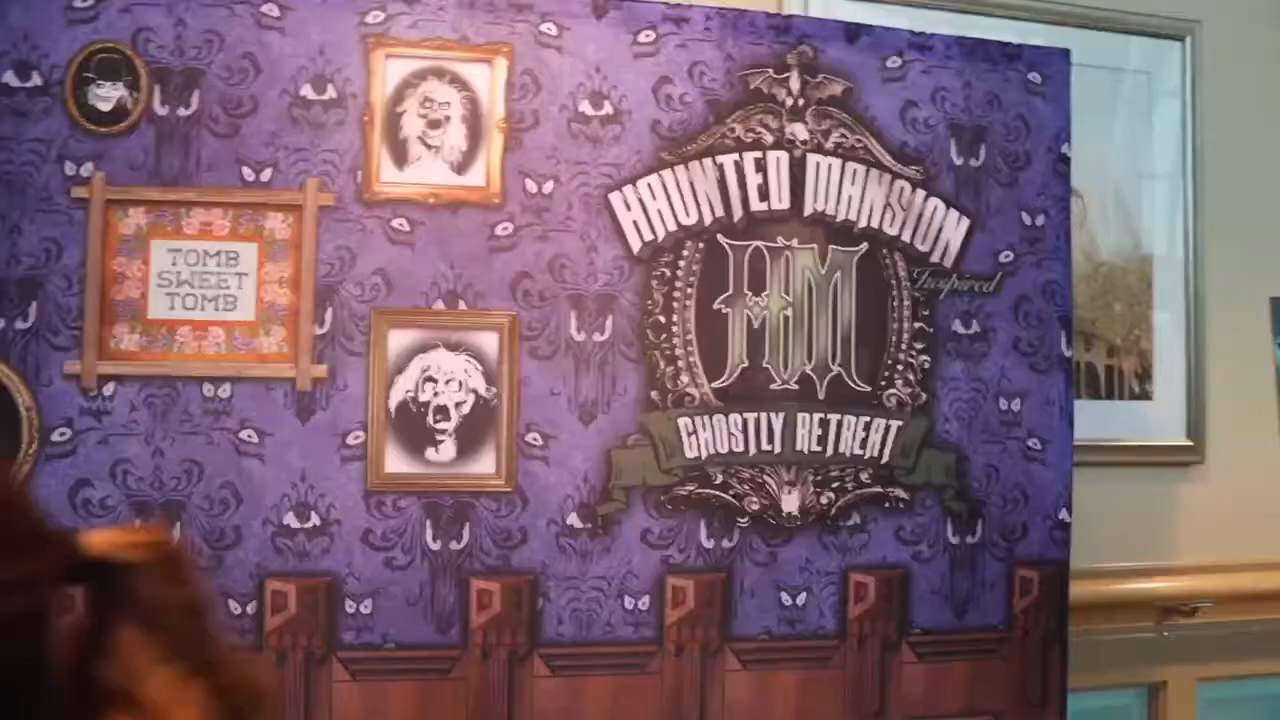 TOMB
SWEET
TOMB
HAUNTED MANSION
Inspired
HM
GHOSTLY RETREAT